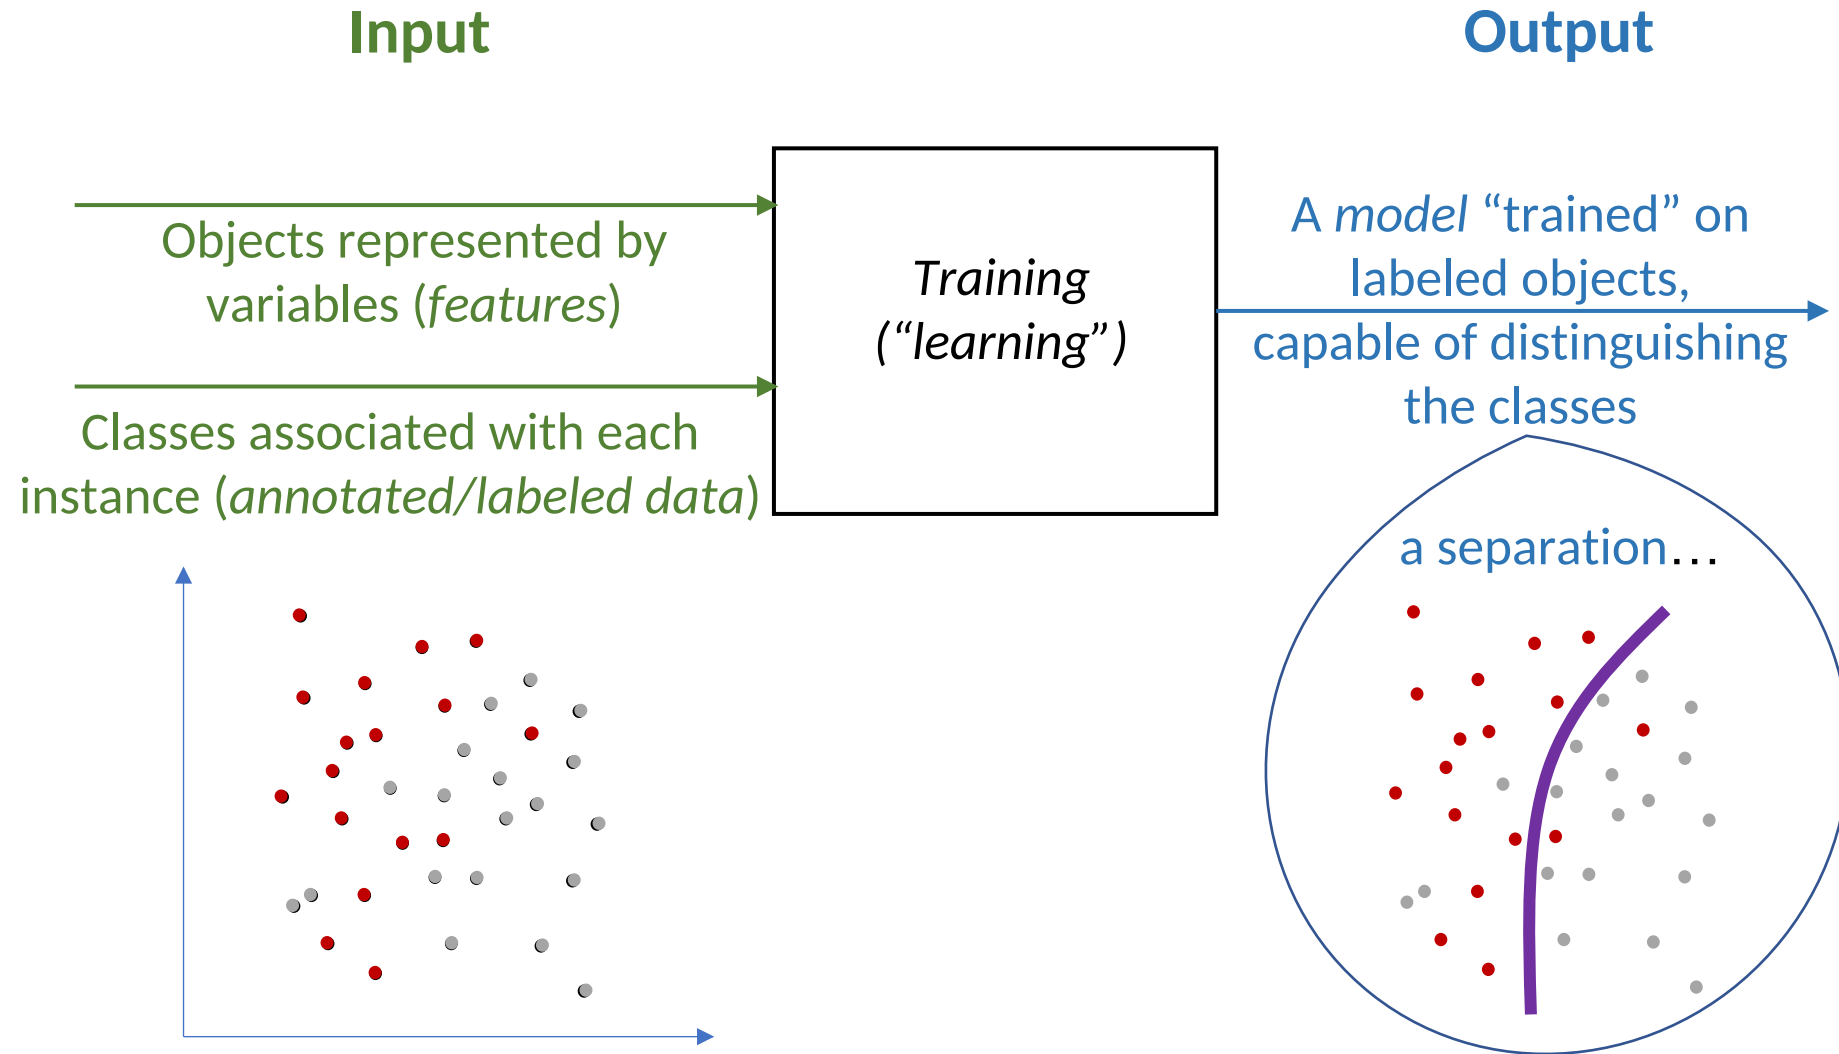 Input
Output
Objects represented by
variables (features)
Classes associated with each
instance (annotated/labeled data)
Training
(“learning”)
A model “trained” on
labeled objects,
capable of distinguishing
the classes
a separation…